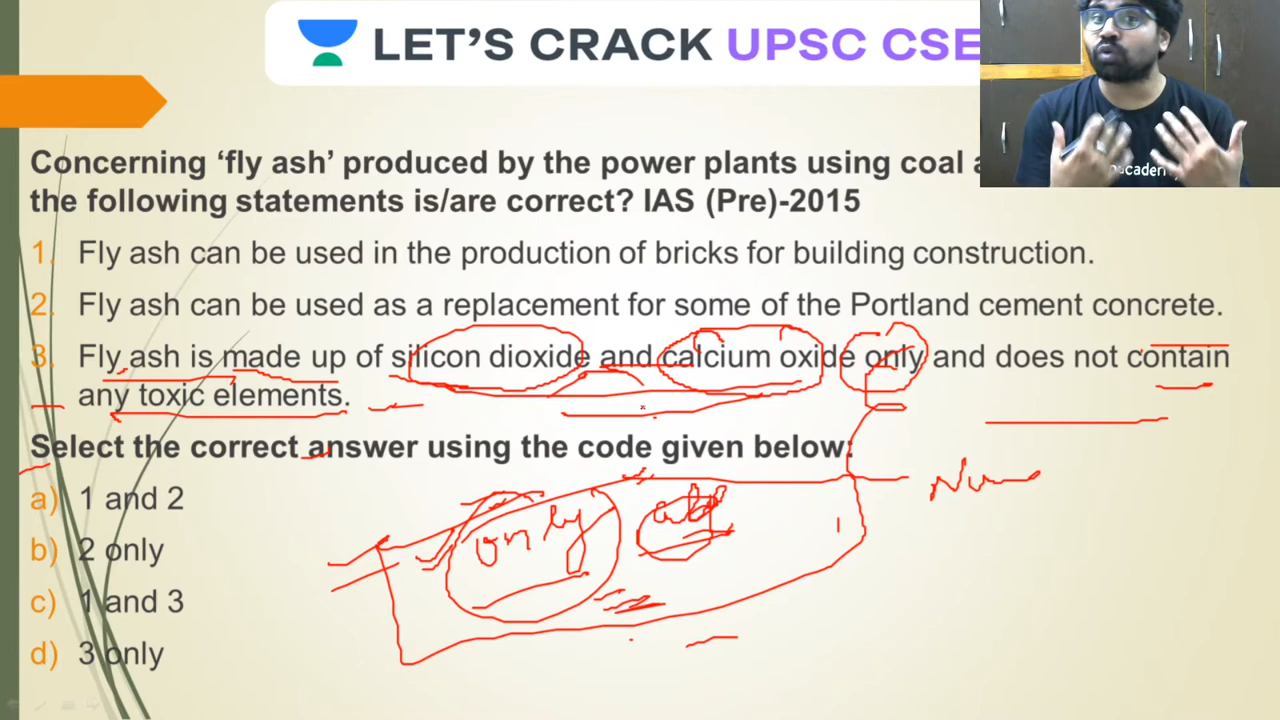 LET'S CRACK UPSC CSE
Concerning ‘fly ash’ produced by the power plants using coal
the following statements is/are correct? IAS (Pre)-2015
1. Fly ash can be used in the production of bricks for building construction.
2. Fly ash can be used as a replacement for some of the Portland cement concrete.
3. Fly ash is made up of silicon dioxide and calcium oxide only and does not contain
any toxic elements.
Select the correct answer using the code given below:
a) 1 and 2
b) 2 only
only
c) 1 and 3
d) 3 only